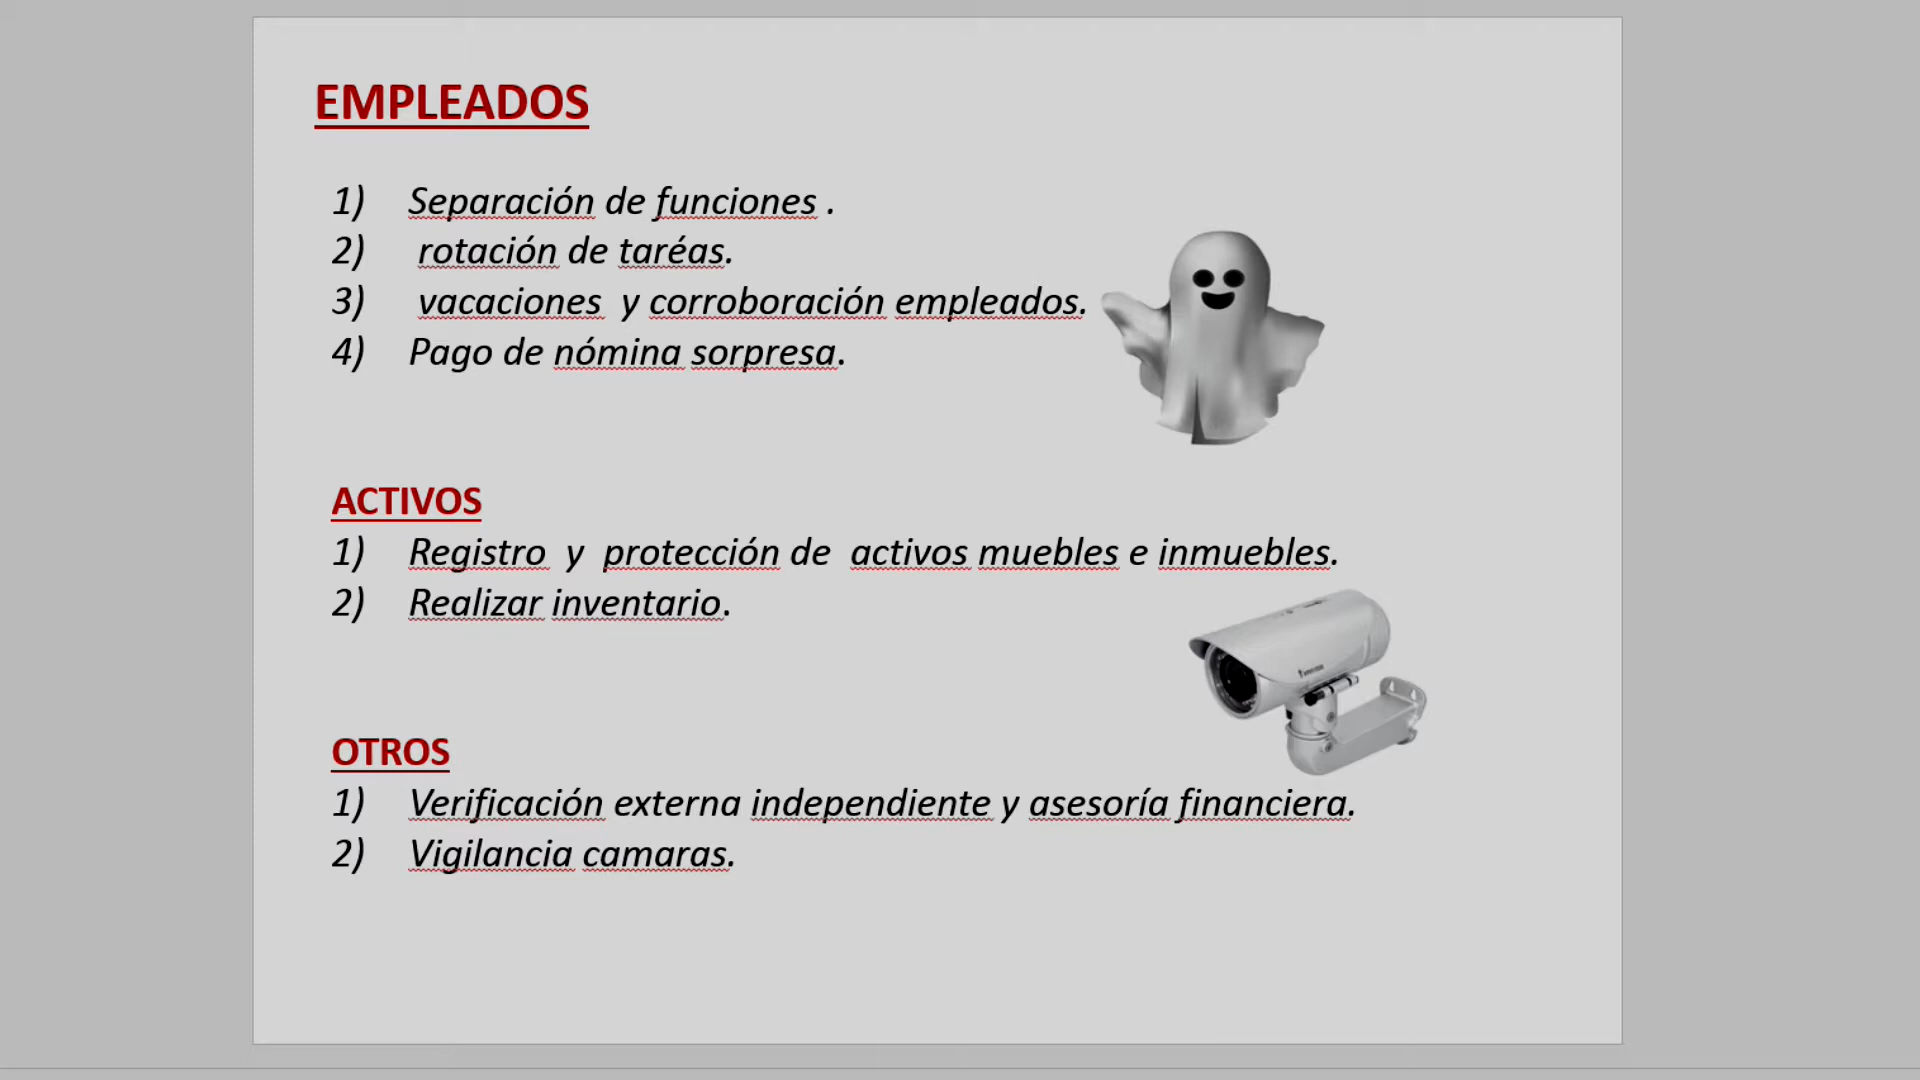 EMPLEADOS
1) Separación de funciones .
2) rotación de taréas.
3) vacaciones y corroboración empleados.
4) Pago de nómina sorpresa.
ACTIVOS
1) Registro y protección de activos muebles e inmuebles.
2) Realizar inventario.
OTROS
1) Verificación externa independiente y asesoría financiera.
2) Vigilancia camaras.